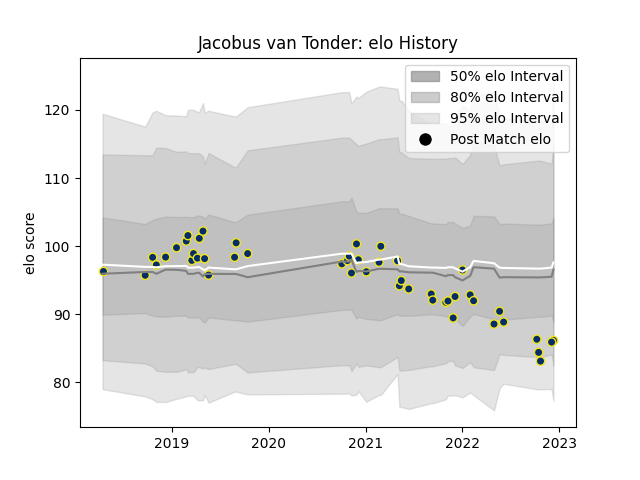 Jacobus van Tonder: elo History
50% elo Interval
80% elo Interval
95% elo Interval
Post Match elo
elo score
120
110
100
90
80
2019
2020
2021
2022
2023